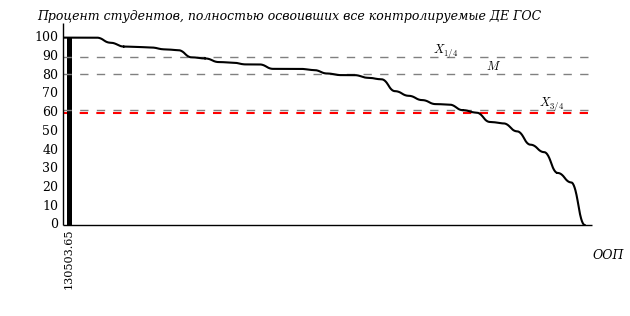 Процент студентов, полностью освоивших все контролируемые ДЕ ГОС
100
90
80
70
60
50
40
30
20
10
0
X1/4
M
X3/4
130503.65
ООП